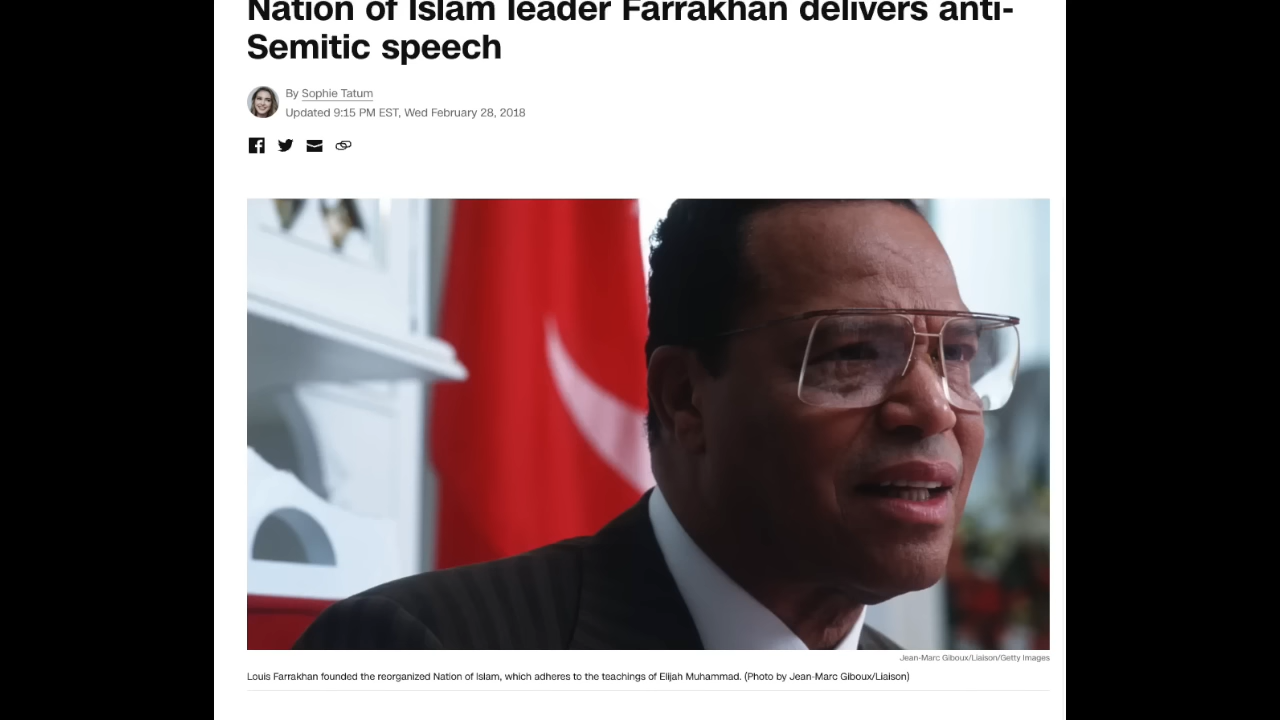 Nation of Islam leader Farrakhan delivers anti-
Semitic speech
By Sophie Tatum
Updated 9:15 PM EST, Wed February 28, 2018
Jean-Marc Giboux/Liaison/Getty Images
Louis Farrakhan founded the reorganized Nation of Islam, which adheres to the teachings of Elijah Muhammad. (Photo by Jean-Marc Giboux/Liaison)